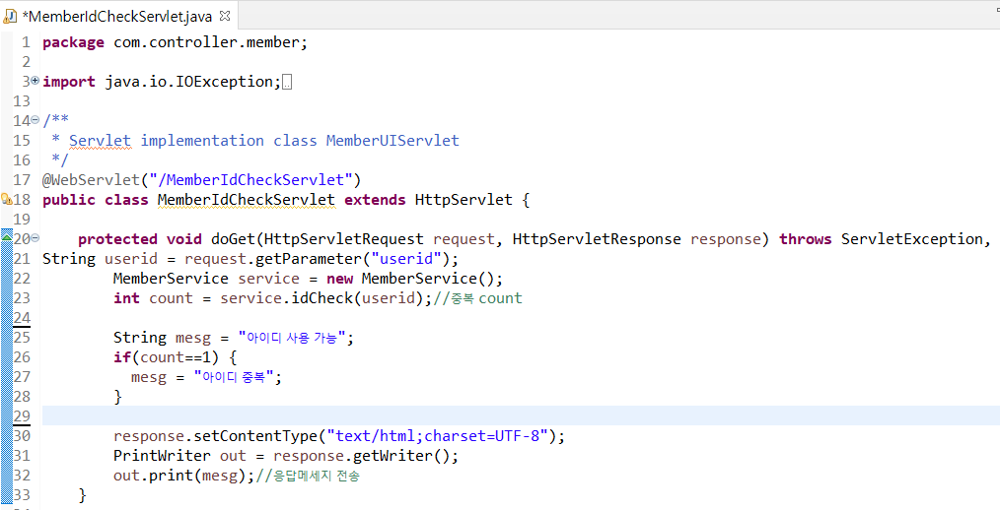 *MemberIdCheckServlet.java
1 package com.controller.member;
2
3 import java.io.IOException;
13
14 /**
15  * Servlet implementation class MemberUIServlet
16  */
17 @WebServlet("/MemberIdCheckServlet")
18 public class MemberIdCheckServlet extends HttpServlet {
19
20     protected void doGet(HttpServletRequest request, HttpServletResponse response) throws ServletException,
21 String userid = request.getParameter("userid");
22         MemberService service = new MemberService();
23         int count = service.idCheck(userid);//중복 count
24
25         String mesg = "아이디 사용 가능";
26         if(count==1) {
27           mesg = "아이디 중복";
28         }
29
30         response.setContentType("text/html;charset=UTF-8");
31         PrintWriter out = response.getWriter();
32         out.print(mesg);//응답메세지 전송
33     }